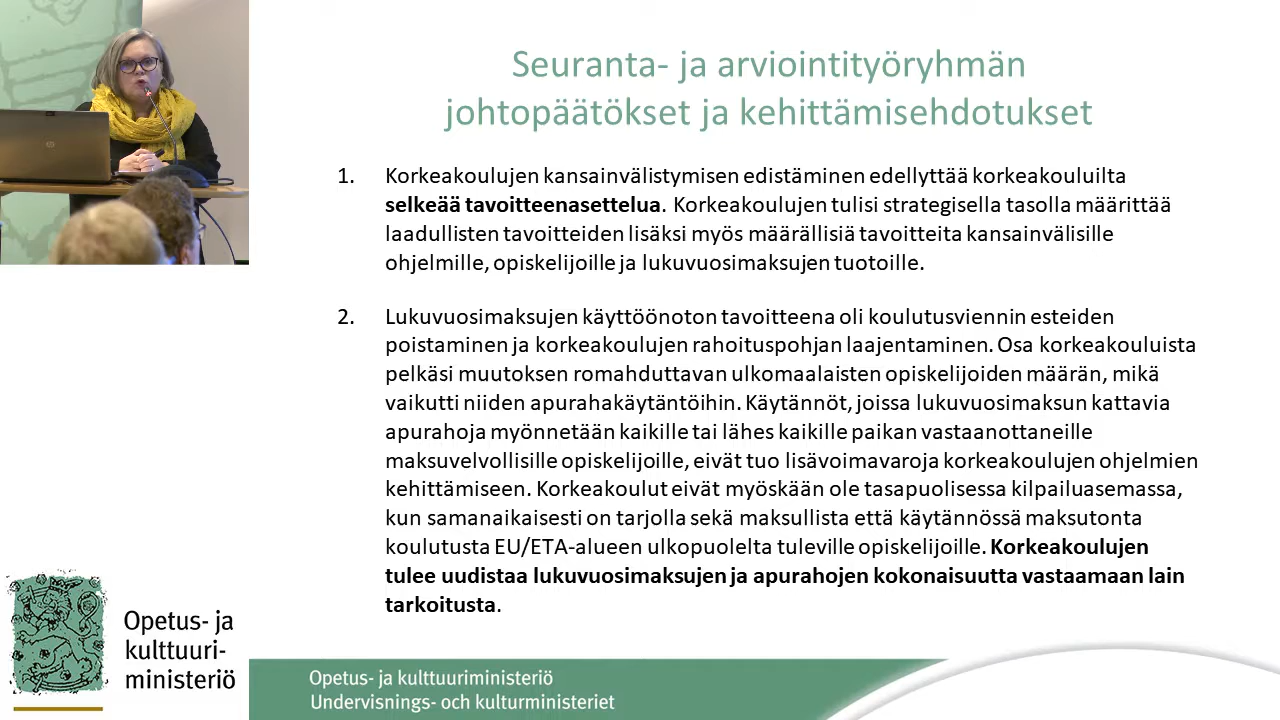 Seuranta- ja arviointityöryhmän
johtopäätökset ja kehittämisehdotukset
1. Korkeakoulujen kansainvälistymisen edistäminen edellyttää korkeakouluilta
selkeää tavoitteenasettelua. Korkeakoulujen tulisi strategisella tasolla määrittää
laadullisten tavoitteiden lisäksi myös määrällisiä tavoitteita kansainvälisille
ohjelmille, opiskelijoille ja lukuvuosimaksujen tuotoille.
2. Lukuvuosimaksujen käyttöönoton tavoitteena oli koulutusviennin esteiden
poistaminen ja korkeakoulujen rahoituspohjan laajentaminen. Osa korkeakouluista
pelkäsi muutoksen romahduttavan ulkomaalaisten opiskelijoiden määrän, mikä
vaikutti niiden apurahakäytäntöihin. Käytännöt, joissa lukuvuosimaksun kattavia
apurahoja myönnetään kaikille tai lähes kaikille paikan vastaanottaneille
maksuvelvollisille opiskelijoille, eivät tuo lisävoimavaroja korkeakoulujen ohjelmien
kehittämiseen. Korkeakoulut eivät myöskään ole tasapuolisessa kilpailuasemassa,
kun samanaikaisesti on tarjolla sekä maksullista että käytännössä maksutonta
koulutusta EU/ETA-alueen ulkopuolelta tuleville opiskelijoille. Korkeakoulujen
tulee uudistaa lukuvuosimaksujen ja apurahojen kokonaisuutta vastaamaan lain
tarkoitusta.
Opetus- ja
kulttuuri-
ministeriö
Opetus- ja kulttuuriministeriö
Undervisnings- och kulturministeriet